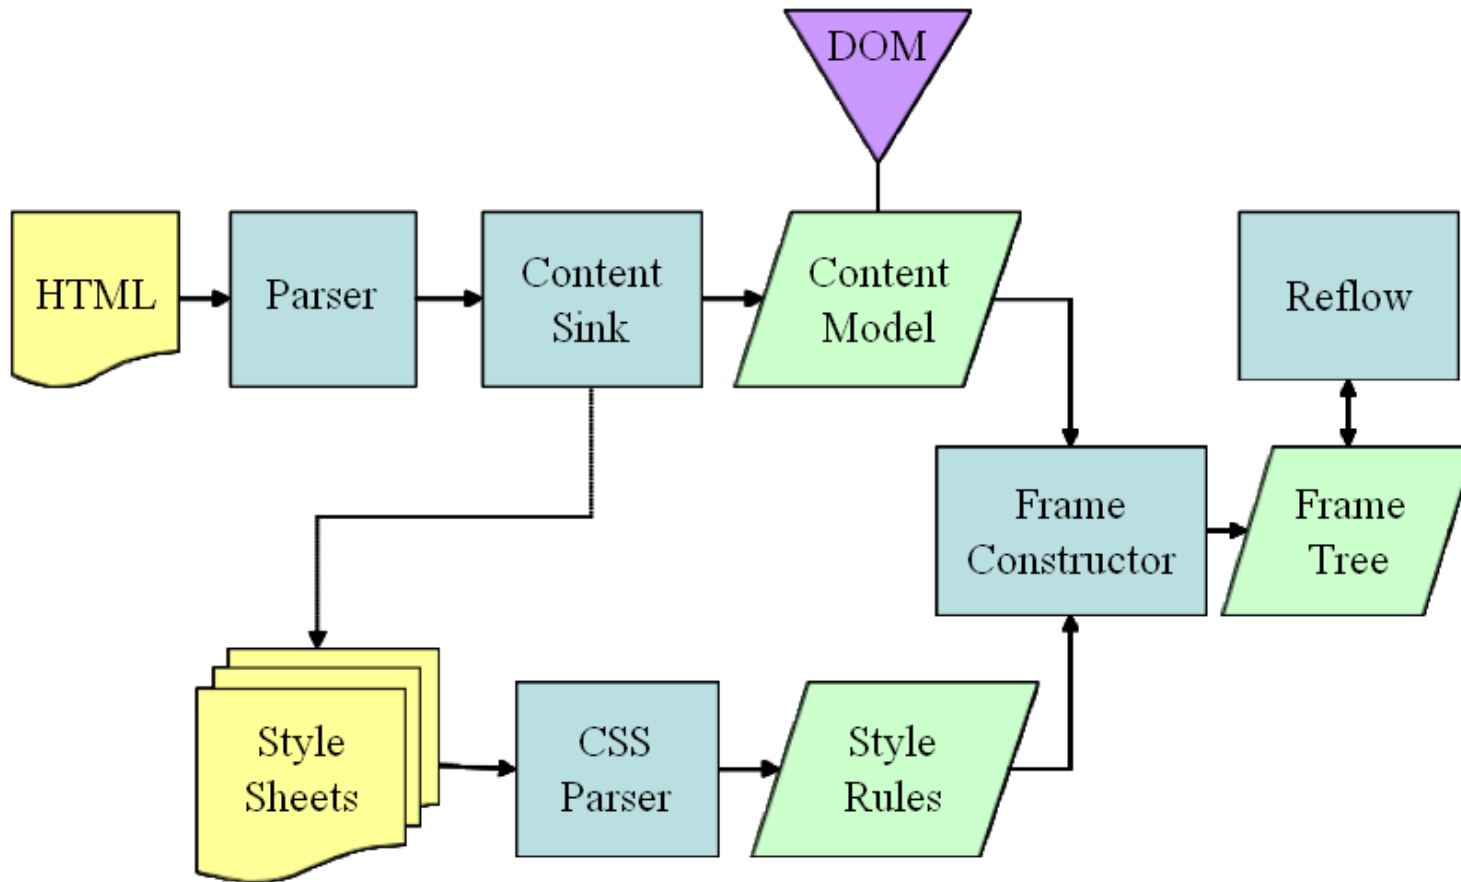 DOM
HTML
Parser
Content
Sink
Content
Model
Reflow
Frame
Constructor
Frame
Tree
Style
Sheets
CSS
Parser
Style
Rules